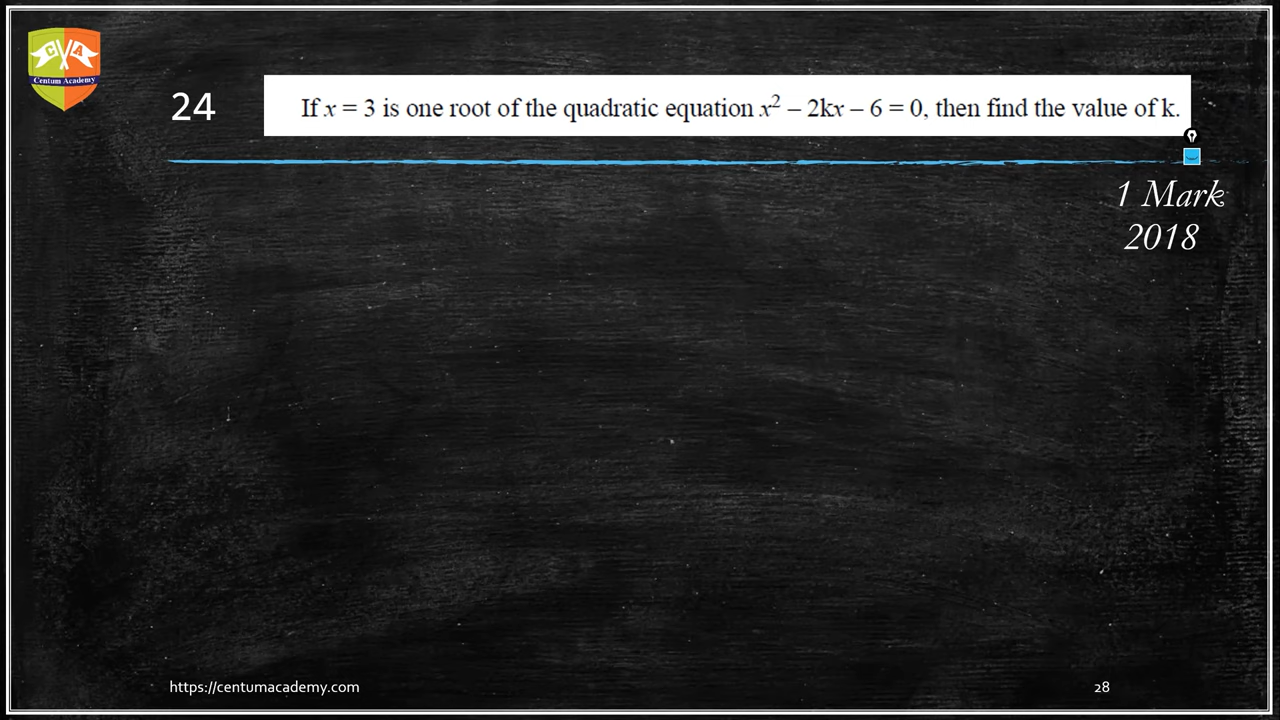 C A
Centum Academy
24
If x = 3 is one root of the quadratic equation x² – 2kx – 6 = 0, then find the value of k.
1 Mark
2018
https://centumacademy.com
28